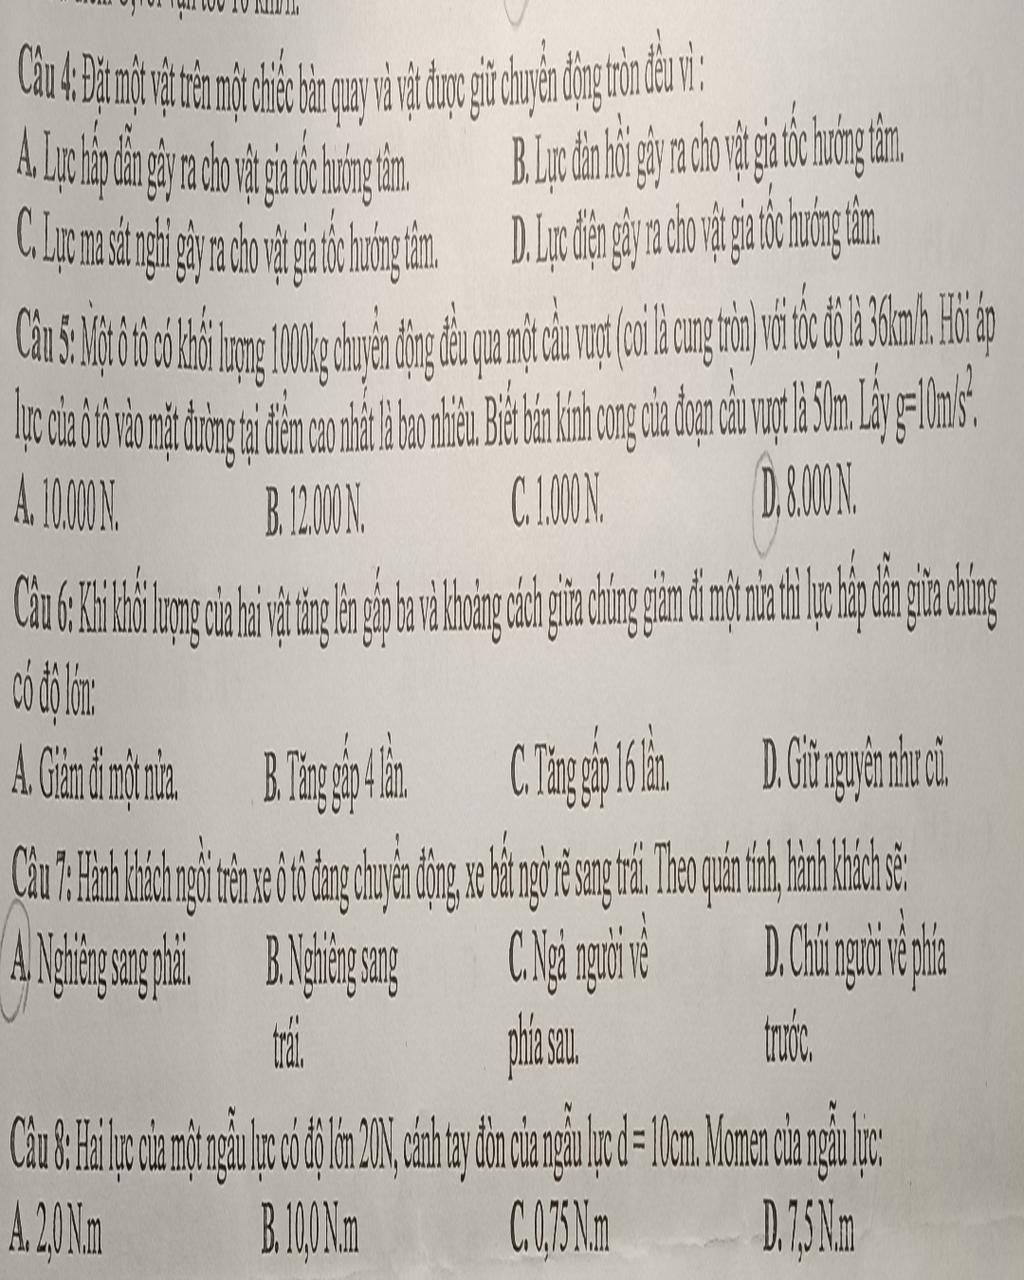 Câu 4: Đặt một vật trên một chiếc bàn quay và vật được giữ chuyển động tròn đều vì :
A. Lực hấp dẫn gây ra cho vật gia tốc hướng tâm. B. Lực đàn hồi gây ra cho vật gia tốc hướng tâm.
C. Lực ma sát nghỉ gây ra cho vật gia tốc hướng tâm. D. Lực điện gây ra cho vật gia tốc hướng tâm.
Câu 5: Một ô tô có khối lượng 1000kg chuyển động đều qua một cầu vượt (coi là cung tròn) với tốc độ là 36km/h. Hỏi áp
lực của ô tô vào mặt đường tại điểm cao nhất là bao nhiêu. Biết bán kính cong của đoạn cầu vượt là 50m. Lấy g=10m/s².
A. 10.000 N. B. 12.000 N. C. 1.000 N. D. 8.000 N.
Câu 6: Khi khối lượng của hai vật tăng lên gấp ba và khoảng cách giữa chúng giảm đi một nửa thì lực hấp dẫn giữa chúng
có độ lớn:
A. Giảm đi một nửa. B. Tăng gấp 4 lần. C. Tăng gấp 16 lần. D. Giữ nguyên như cũ.
Câu 7: Hành khách ngồi trên xe ô tô đang chuyển động, xe bất ngờ rẽ sang trái. Theo quán tính, hành khách sẽ:
A. Nghiêng sang phải. B. Nghiêng sang C. Ngả người về D. Chúi người về phía
trái. phía sau. trước.
Câu 8: Hai lực của một ngẫu lực có độ lớn 20N, cánh tay đòn của ngẫu lực d = 10cm. Momen của ngẫu lực:
A. 2,0 N.m B. 10,0 N.m C. 0,75 N.m D. 7,5 N.m